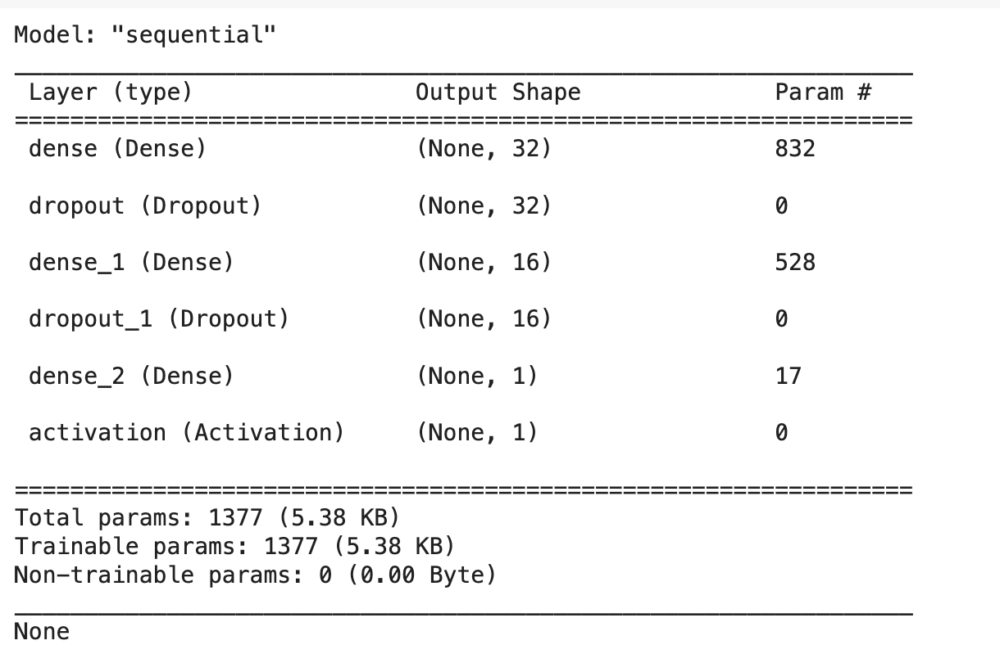 Model: "sequential"
_________________________________________________________________
Layer (type) Output Shape Param #
=================================================================
dense (Dense) (None, 32) 832
dropout (Dropout) (None, 32) 0
dense_1 (Dense) (None, 16) 528
dropout_1 (Dropout) (None, 16) 0
dense_2 (Dense) (None, 1) 17
activation (Activation) (None, 1) 0
=================================================================
Total params: 1377 (5.38 KB)
Trainable params: 1377 (5.38 KB)
Non-trainable params: 0 (0.00 Byte)
_________________________________________________________________
None